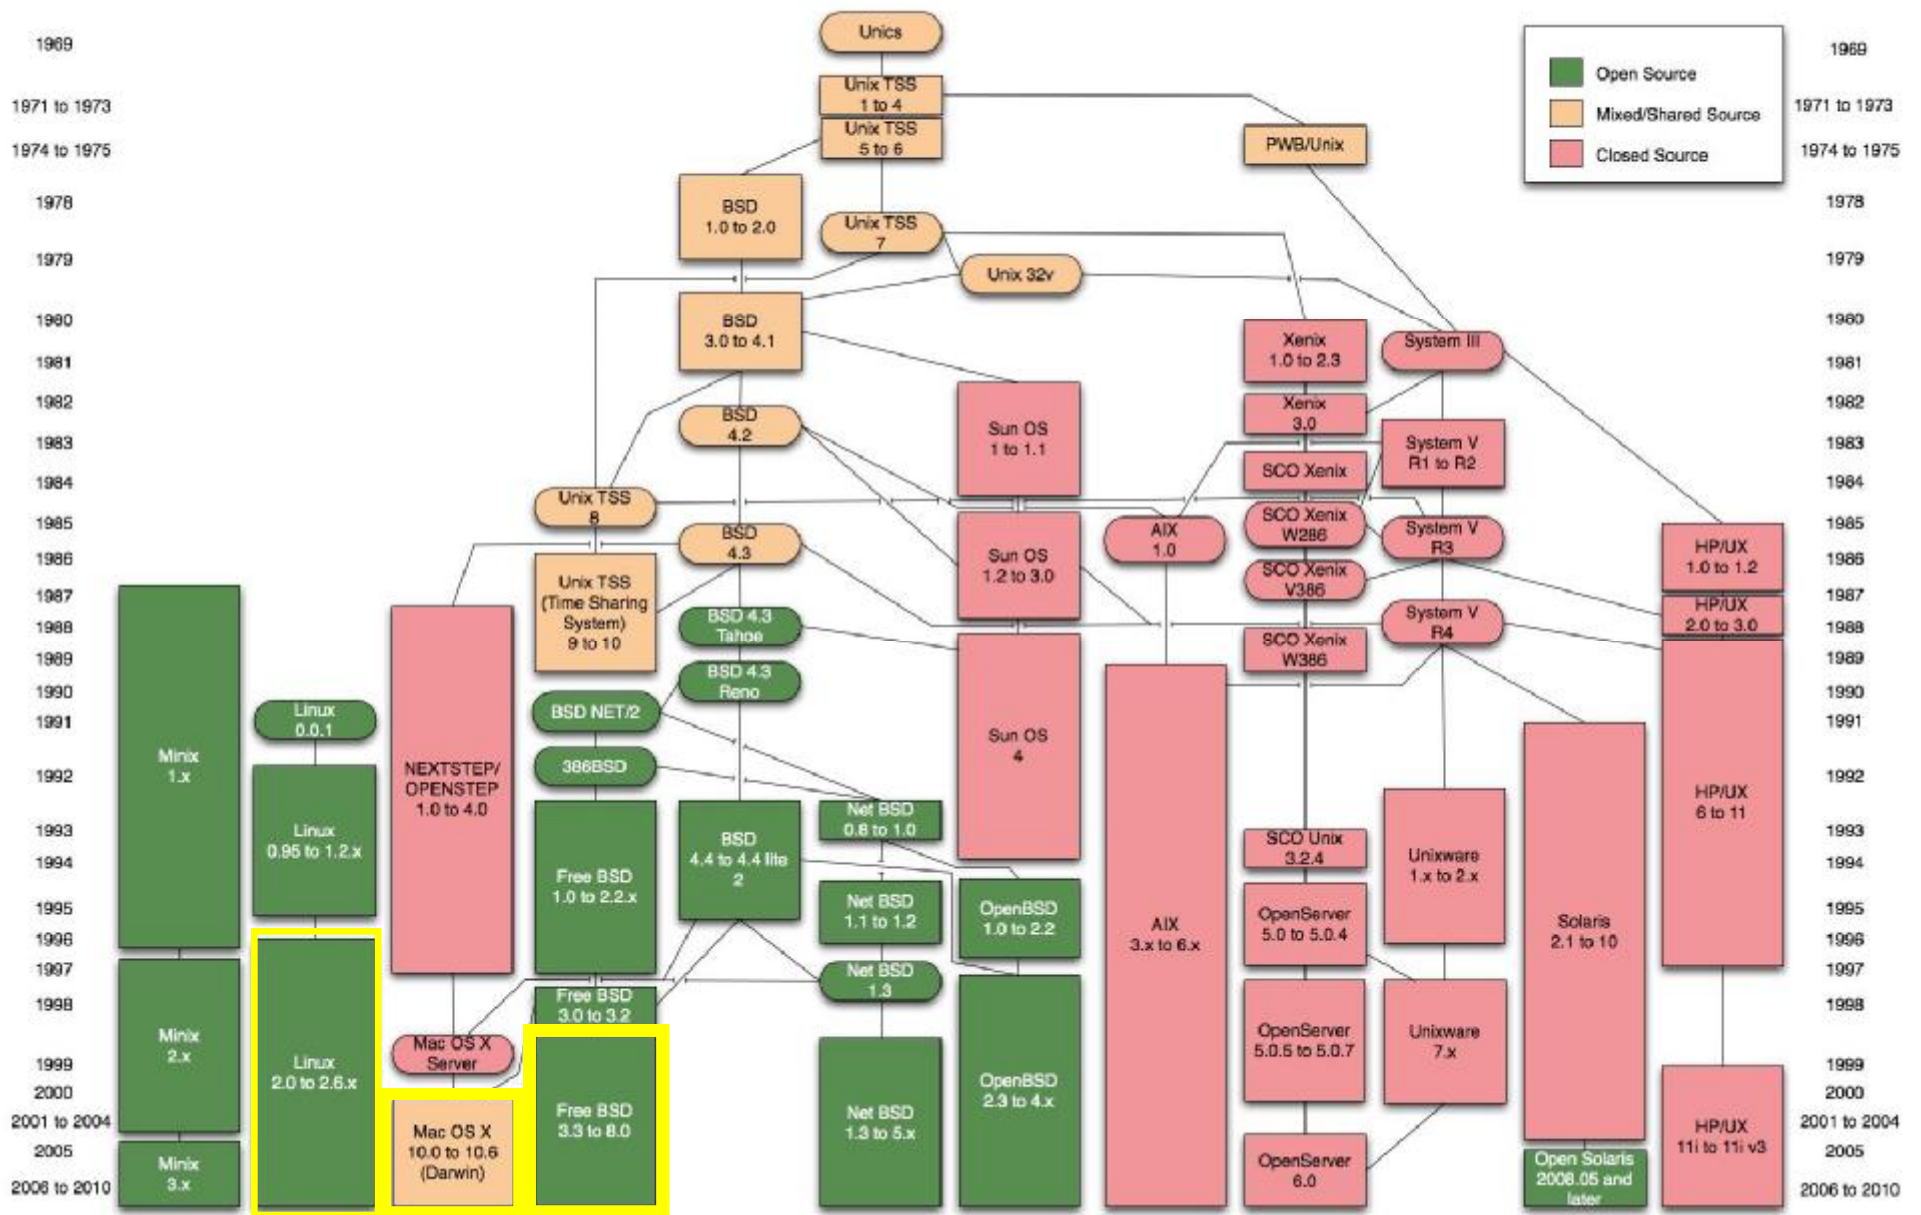 1969
1971 to 1973
1974 to 1975
1978
1979
1980
1981
1982
1983
1984
1985
1986
1987
1988
1989
1990
1991
1992
1993
1994
1995
1996
1997
1998
1999
2000
2001 to 2004
2005
2006 to 2010
Minix
1.x
Minix
2.x
Minix
3.x
Linux
0.0.1
Linux
0.95 to 1.2.x
Linux
2.0 to 2.6.x
NEXTSTEP/
OPENSTEP
1.0 to 4.0
Mac OS X
Server
Mac OS X
10.0 to 10.6
(Darwin)
Unix TSS
8
Unix TSS
(Time Sharing
System)
9 to 10
BSD NET/2
386BSD
Free BSD
1.0 to 2.2.x
Free BSD
3.0 to 3.2
Free BSD
3.3 to 8.0
BSD
1.0 to 2.0
BSD
3.0 to 4.1
BSD
4.2
BSD
4.3
BSD 4.3
Tahoe
BSD 4.3
Reno
BSD
4.4 to 4.4 lite
2
Unics
Unix TSS
1 to 4
Unix TSS
5 to 6
Unix TSS
7
Net BSD
0.8 to 1.0
Net BSD
1.1 to 1.2
Net BSD
1.3
Net BSD
1.3 to 5.x
Unix 32v
Sun OS
1 to 1.1
Sun OS
1.2 to 3.0
Sun OS
4
OpenBSD
1.0 to 2.2
OpenBSD
2.3 to 4.x
AIX
1.0
AIX
3.x to 6.x
PWB/Unix
Xenix
1.0 to 2.3
Xenix
3.0
SCO Xenix
SCO Xenix
W286
SCO Xenix
V386
SCO Xenix
W386
SCO Unix
3.2.4
OpenServer
5.0 to 5.0.4
OpenServer
5.0.5 to 5.0.7
OpenServer
6.0
System III
System V
R1 to R2
System V
R3
System V
R4
Unixware
1.x to 2.x
Unixware
7.x
Solaris
2.1 to 10
Open Solaris
2008.05 and
later
HP/UX
1.0 to 1.2
HP/UX
2.0 to 3.0
HP/UX
6 to 11
HP/UX
11i to 11i v3
Open Source
Mixed/Shared Source
Closed Source
1969
1971 to 1973
1974 to 1975
1978
1979
1980
1981
1982
1983
1984
1985
1986
1987
1988
1989
1990
1991
1992
1993
1994
1995
1996
1997
1998
1999
2000
2001 to 2004
2005
2006 to 2010